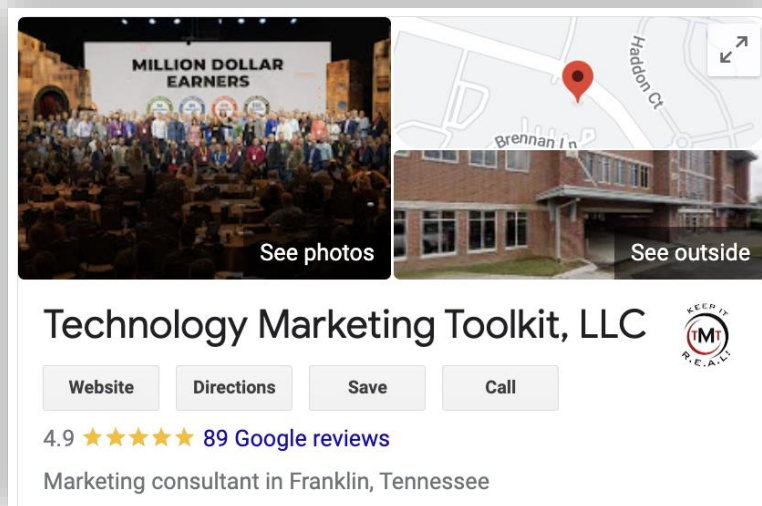 MILLION DOLLAR
EARNERS
See photos
Haddon Ct
Brennan Ln
See outside
Technology Marketing Toolkit, LLC
KEEP IT
TMT
R.E.A.L!
Website
Directions
Save
Call
4.9
89 Google reviews
Marketing consultant in Franklin, Tennessee